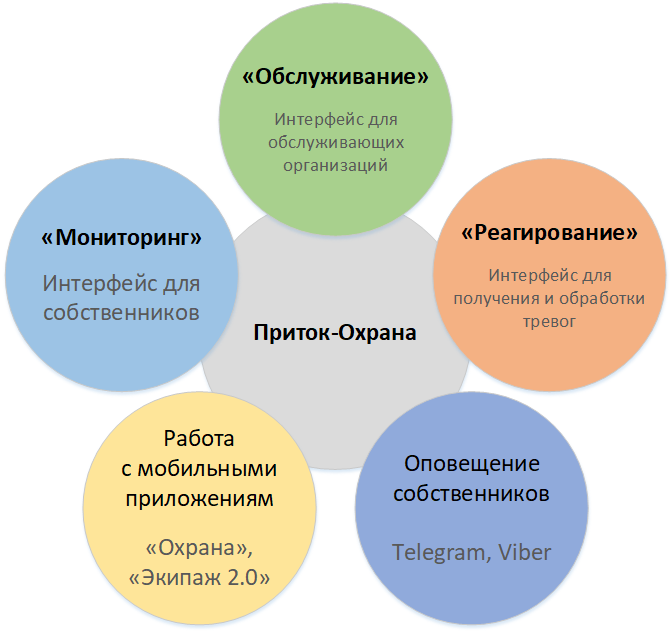 «Обслуживание»
Интерфейс для
обслуживающих
организаций
«Мониторинг»
Интерфейс для
собственников
«Реагирование»
Интерфейс для
получения и обработки
тревог
Приток-Охрана
Работа
с мобильными
приложениям
«Охрана»,
«Экипаж 2.0»
Оповещение
собственников
Telegram, Viber